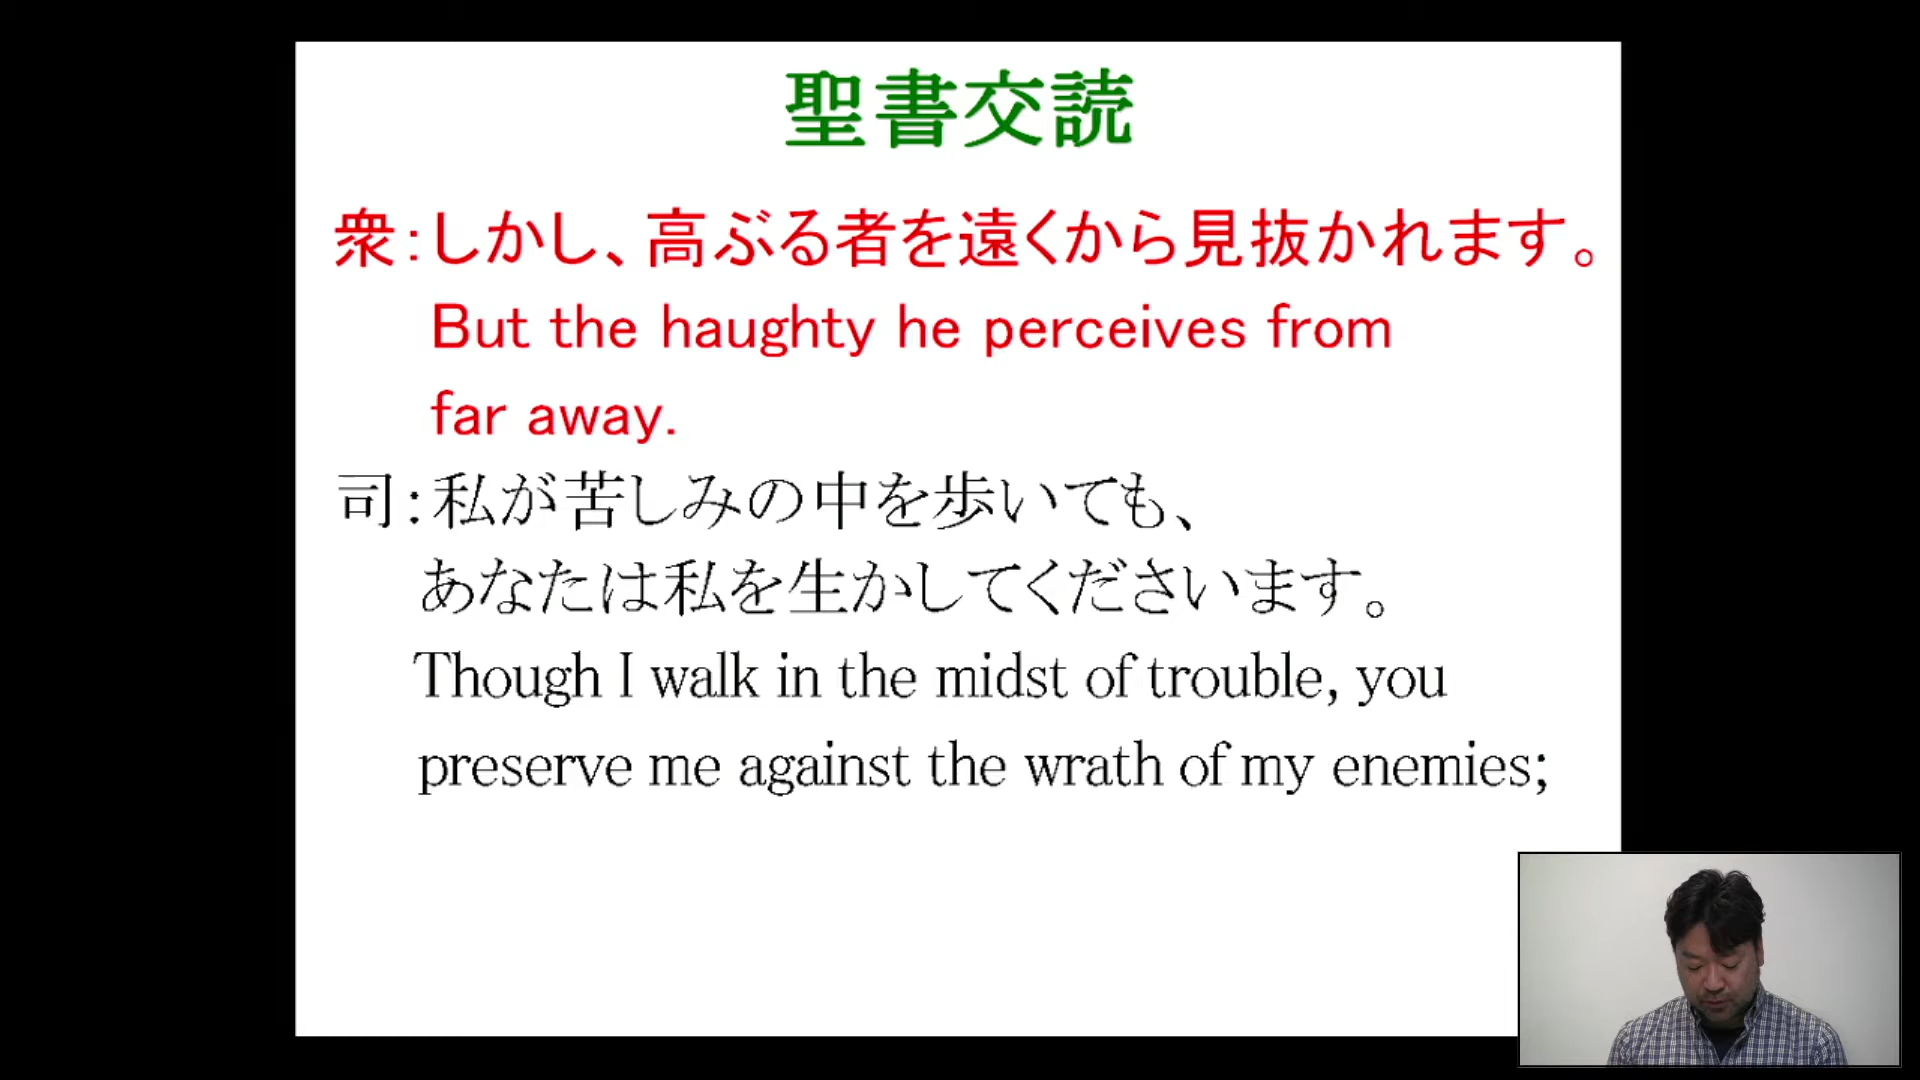 聖書交読
衆：しかし、高ぶる者を遠くから見抜かれます。
But the haughty he perceives from
far away.
司：私が苦しみの中を歩いても、
あなたは私を生かしてくださいます。
Though I walk in the midst of trouble, you
preserve me against the wrath of my enemies;